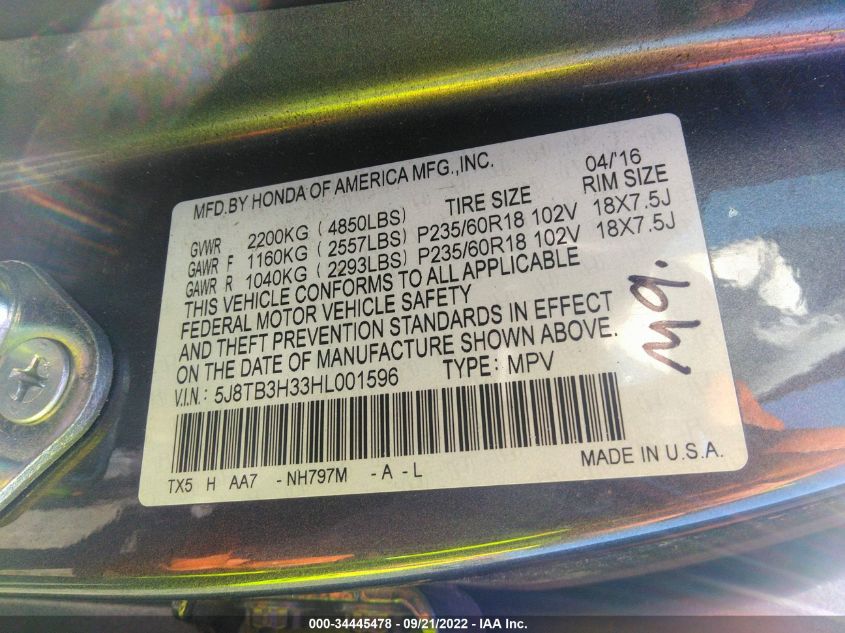 MFD.BY HONDA OF AMERICA MFG.,INC. 04/'16
TIRE SIZE RIM SIZE
GVWR 2200KG (4850LBS)
GAWR F 1160KG (2557LBS) P235/60R18 102V 18X7.5J
GAWR R 1040KG (2293LBS) P235/60R18 102V 18X7.5J
THIS VEHICLE CONFORMS TO ALL APPLICABLE
FEDERAL MOTOR VEHICLE SAFETY
AND THEFT PREVENTION STANDARDS IN EFFECT
ON THE DATE OF MANUFACTURE SHOWN ABOVE.
V.I.N.: 5J8TB3H33HL001596 TYPE: MPV
TX5 H AA7 -NH797M -A-L MADE IN U.S.A.
000-34445478 - 09/21/2022 - IAA Inc.